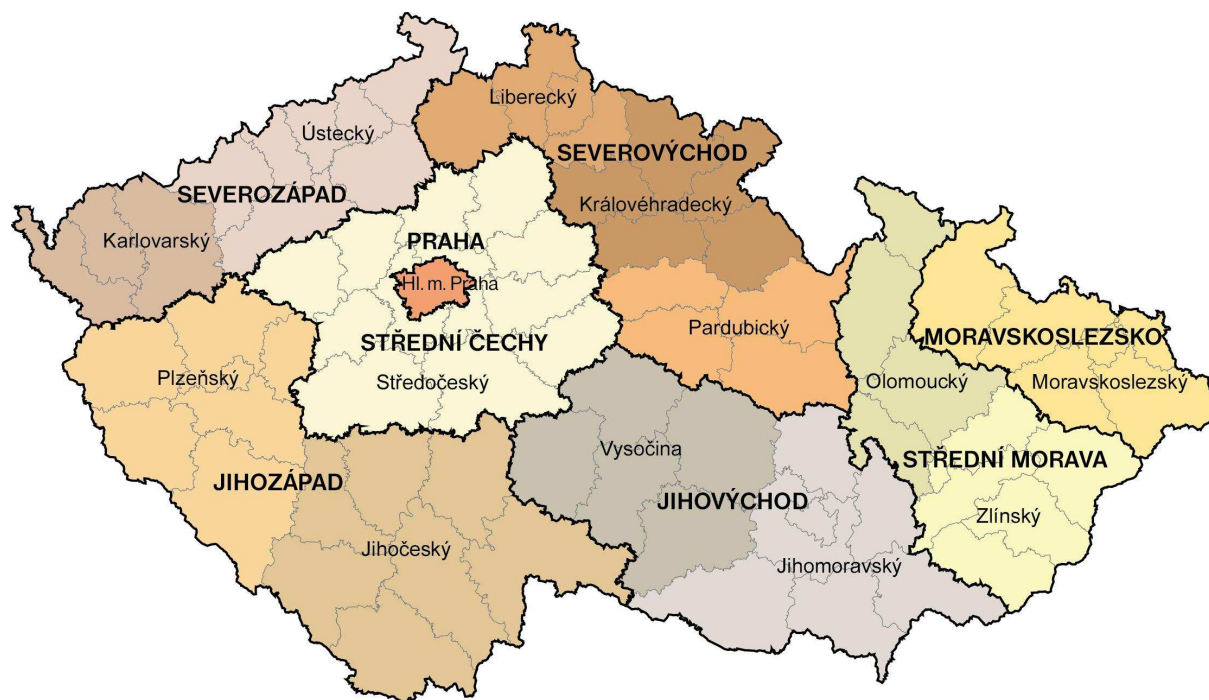 Liberecký
Ústecký
SEVEROVÝCHOD
SEVEROZÁPAD
Královéhradecký
Karlovarský
PRAHA
Hl. m. Praha
Pardubický
MORAVSKOSLEZSKO
STŘEDNÍ ČECHY
Plzeňský
Středočeský
Olomoucký
Moravskoslezský
Vysočina
STŘEDNÍ MORAVA
JIHOZÁPAD
JIHOVÝCHOD
Zlínský
Jihočeský
Jihomoravský